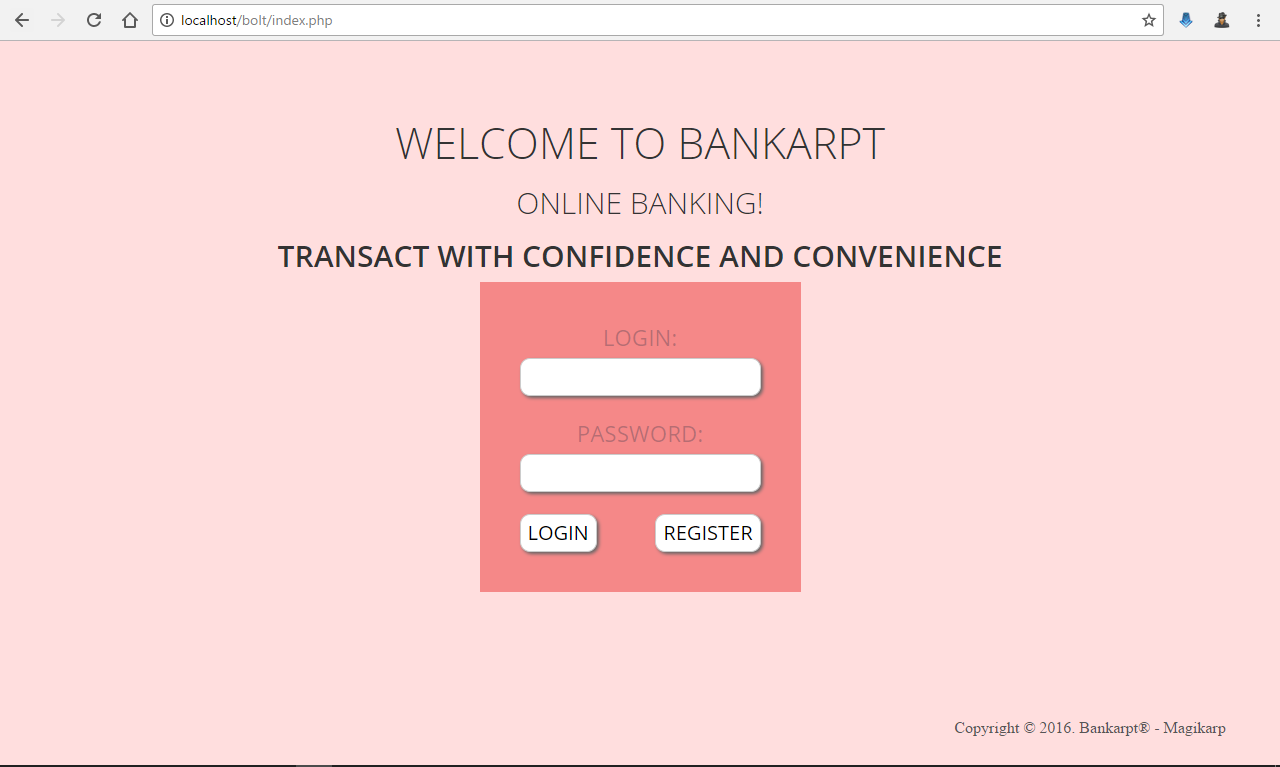 localhost/bolt/index.php
WELCOME TO BANKARPT
ONLINE BANKING!
TRANSACT WITH CONFIDENCE AND CONVENIENCE
LOGIN:
PASSWORD:
LOGIN REGISTER
Copyright © 2016. Bankarpt® - Magikarp